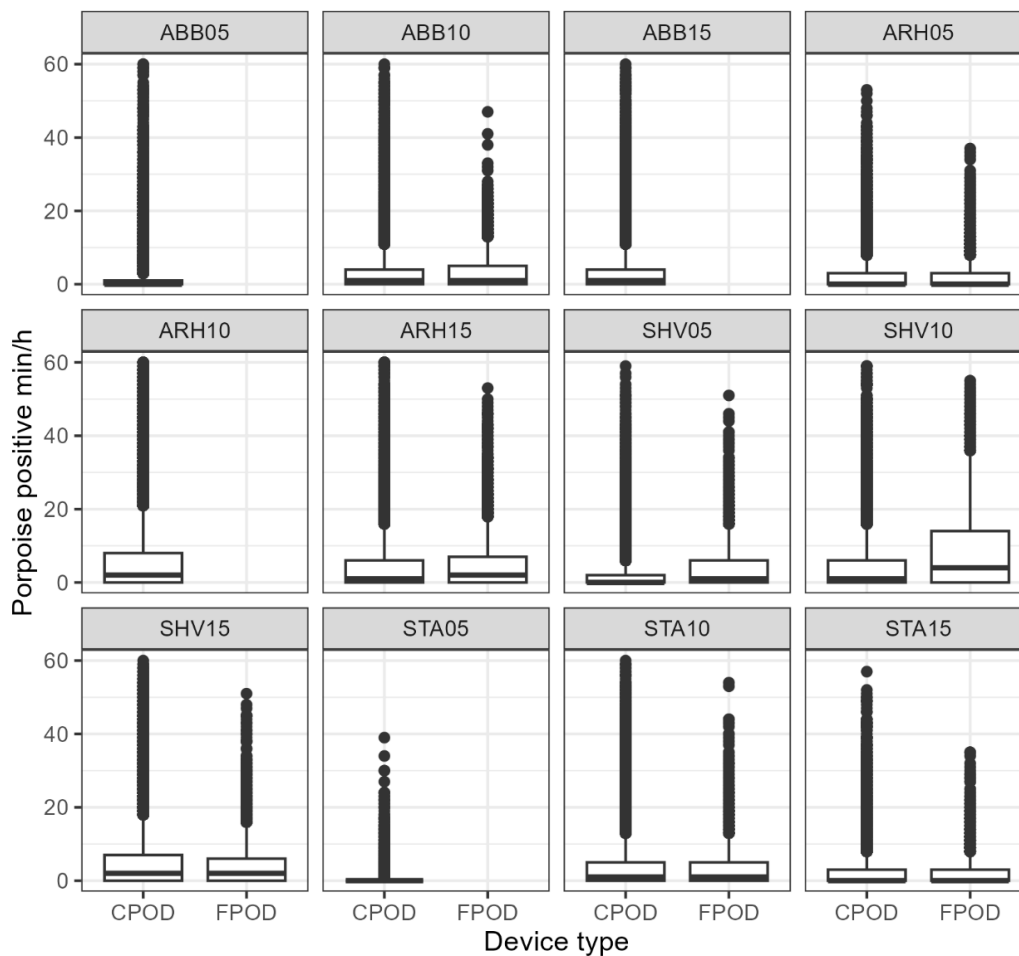 ABB05 ABB10 ABB15 ARH05
60
40
20
0
ARH10 ARH15 SHV05 SHV10
60
40
20
0
SHV15 STA05 STA10 STA15
60
40
20
0
CPOD FPOD CPOD FPOD CPOD FPOD CPOD FPOD
Device type
Porpoise positive min/h